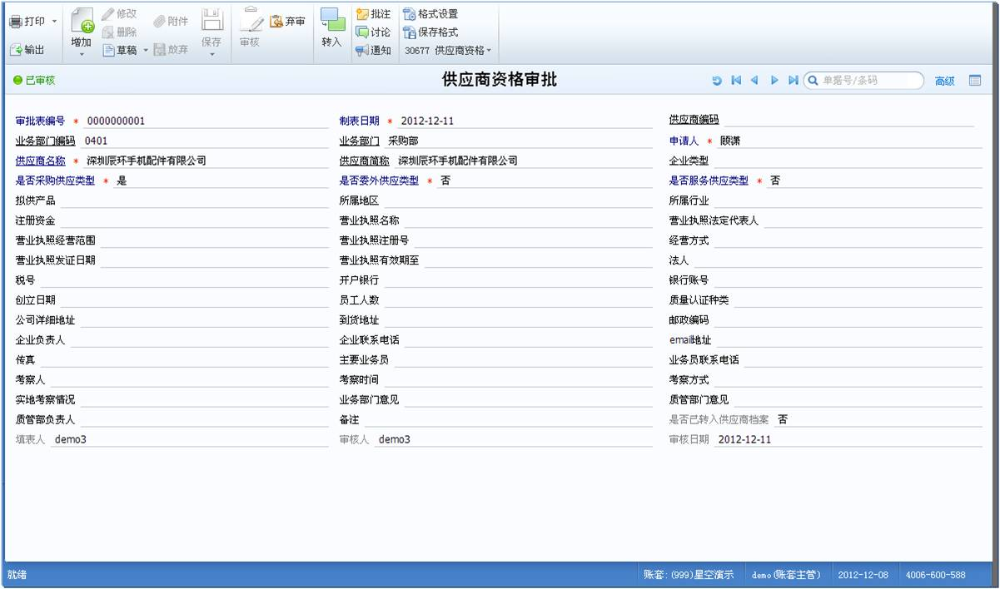 打印 修改 附件 弃审 批注 格式设置
增加 删除 保存 审核 转入 讨论 保存格式
输出 草稿 放弃 通知 30677 供应商资格
已审核 供应商资格审批 单据号/条码 高级
审批表编号 * 0000000001 制表日期 * 2012-12-11 供应商编码
业务部门编码 0401 业务部门 采购部 申请人 * 顾潇
供应商名称 * 深圳辰环手机配件有限公司 供应商简称 深圳辰环手机配件有限公司 企业类型
是否采购供应类型 * 是 是否委外供应类型 * 否 是否服务供应类型 * 否
拟供产品 所属地区 所属行业
注册资金 营业执照名称 营业执照法定代表人
营业执照经营范围 营业执照注册号 经营方式
营业执照发证日期 营业执照有效期至 法人
税号 开户银行 银行账号
创立日期 员工人数 质量认证种类
公司详细地址 到货地址 邮政编码
企业负责人 企业联系电话 email地址
传真 主要业务员 业务员联系电话
考察人 考察时间 考察方式
实地考察情况 业务部门意见 质管部门意见
质管部负责人 备注 是否已转入供应商档案 否
填表人 demo3 审核人 demo3 审核日期 2012-12-11
就绪 账套: (999)星空演示 demo(账套主管) 2012-12-08 4006-600-588